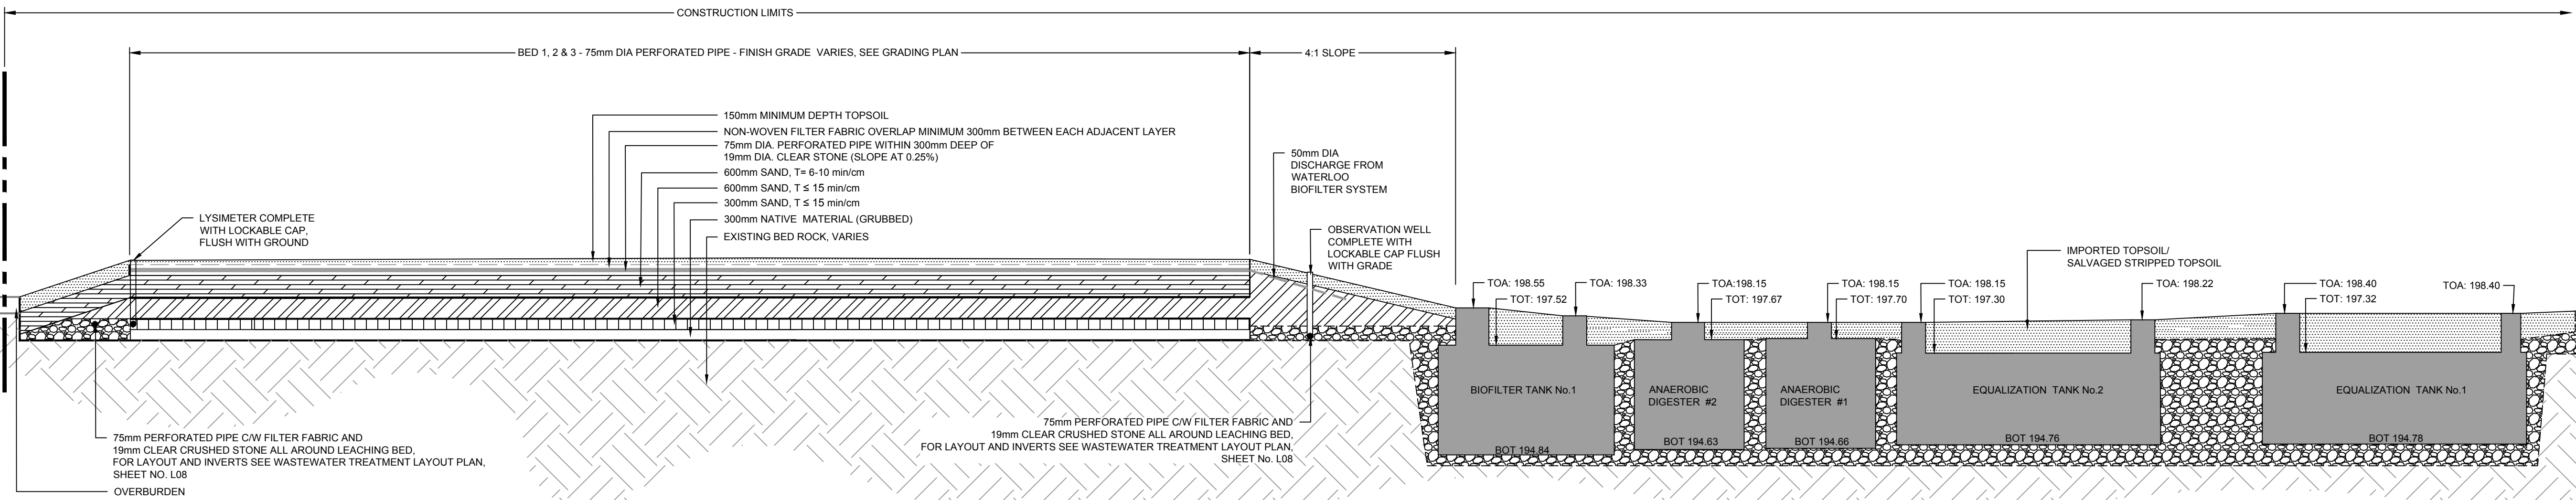 CONSTRUCTION LIMITS
BED 1, 2 & 3 - 75mm DIA PERFORATED PIPE - FINISH GRADE VARIES, SEE GRADING PLAN
4:1 SLOPE
150mm MINIMUM DEPTH TOPSOIL
NON-WOVEN FILTER FABRIC OVERLAP MINIMUM 300mm BETWEEN EACH ADJACENT LAYER
75mm DIA. PERFORATED PIPE WITHIN 300mm DEEP OF
19mm DIA. CLEAR STONE (SLOPE AT 0.25%)
600mm SAND, T= 6-10 min/cm
600mm SAND, T ≤ 15 min/cm
300mm SAND, T ≤ 15 min/cm
300mm NATIVE MATERIAL (GRUBBED)
EXISTING BED ROCK, VARIES
LYSIMETER COMPLETE
WITH LOCKABLE CAP,
FLUSH WITH GROUND
50mm DIA
DISCHARGE FROM
WATERLOO
BIOFILTER SYSTEM
OBSERVATION WELL
COMPLETE WITH
LOCKABLE CAP FLUSH
WITH GRADE
IMPORTED TOPSOIL/
SALVAGED STRIPPED TOPSOIL
TOA: 198.55
TOT: 197.52
TOA: 198.33
TOA:198.15
TOT: 197.67
TOA: 198.15
TOT: 197.70
TOA: 198.15
TOT: 197.30
TOA: 198.22
TOA: 198.40
TOT: 197.32
TOA: 198.40
BIOFILTER TANK No.1
BOT 194.84
ANAEROBIC
DIGESTER #2
BOT 194.63
ANAEROBIC
DIGESTER #1
BOT 194.66
EQUALIZATION TANK No.2
BOT 194.76
EQUALIZATION TANK No.1
BOT 194.78
75mm PERFORATED PIPE C/W FILTER FABRIC AND
19mm CLEAR CRUSHED STONE ALL AROUND LEACHING BED,
FOR LAYOUT AND INVERTS SEE WASTEWATER TREATMENT LAYOUT PLAN,
SHEET NO. L08
OVERBURDEN
75mm PERFORATED PIPE C/W FILTER FABRIC AND
19mm CLEAR CRUSHED STONE ALL AROUND LEACHING BED,
FOR LAYOUT AND INVERTS SEE WASTEWATER TREATMENT LAYOUT PLAN,
SHEET No. L08